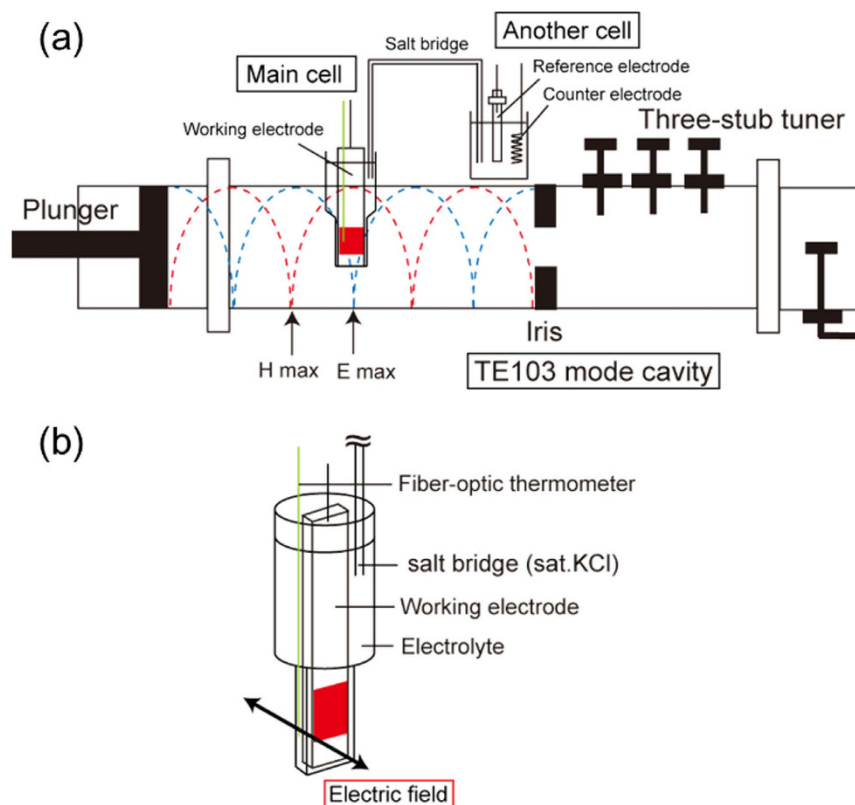 (a)
Another cell
Salt bridge
Reference electrode
Main cell
Counter electrode
Working electrode
Three-stub tuner
Plunger
Iris
H max
E max
TE103 mode cavity
(b)
Fiber-optic thermometer
salt bridge (sat.KCl)
Working electrode
Electrolyte
Electric field